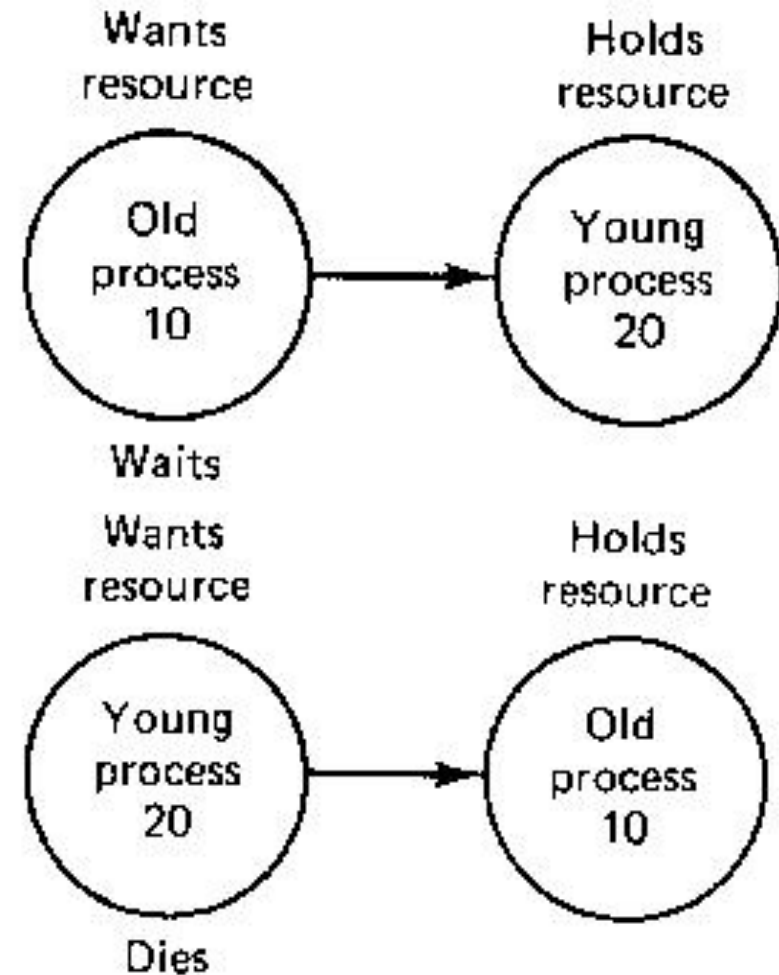 Wants
resource
Holds
resource
Old
process
10
Young
process
20
Waits
Wants
resource
Holds
resource
Young
process
20
Old
process
10
Dies